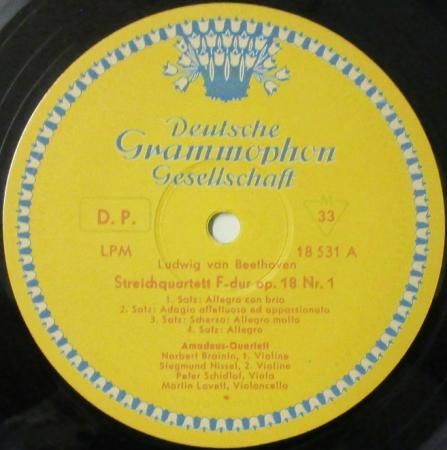 Deutsche
Grammophon
Gesellschaft
D. P.
M
33
LPM
18 531 A
Ludwig van Beethoven
Streichquartett F-dur op. 18 Nr. 1
1. Satz: Allegro con brio
2. Satz: Adagio affettuoso ed appassionato
3. Satz: Scherzo: Allegro molto
4. Satz: Allegro
Amadeus-Quartett
Norbert Brainin, 1. Violine
Siegmund Nissel, 2. Violine
Peter Schidlof, Viola
Martin Lovett, Violoncello